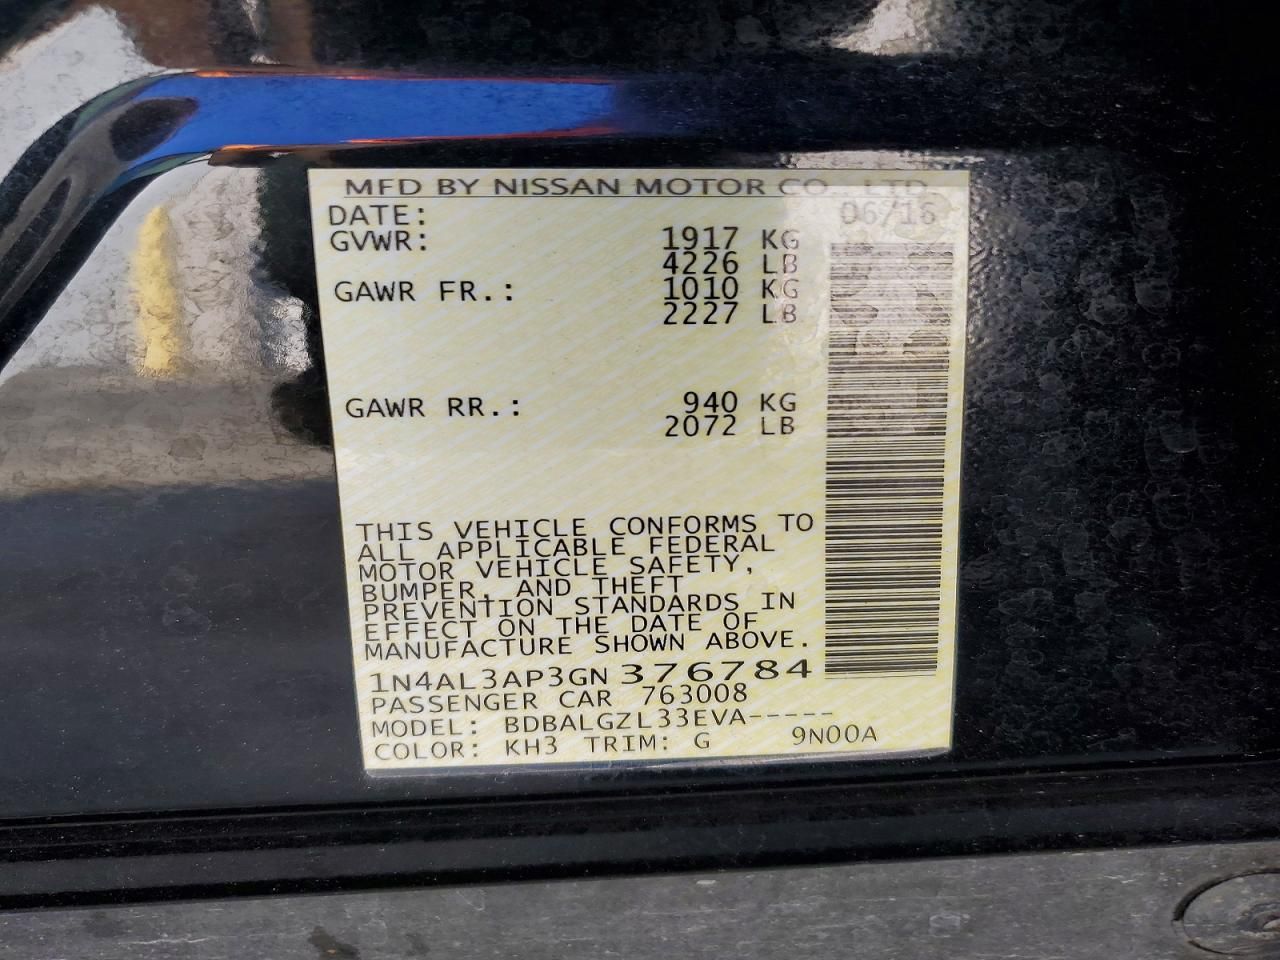 MFD BY NISSAN MOTOR CO., LTD.
DATE: 06/16
GVWR: 1917 KG
4226 LB
GAWR FR.: 1010 KG
2227 LB
GAWR RR.: 940 KG
2072 LB
THIS VEHICLE CONFORMS TO
ALL APPLICABLE FEDERAL
MOTOR VEHICLE SAFETY,
BUMPER, AND THEFT
PREVENTION STANDARDS IN
EFFECT ON THE DATE OF
MANUFACTURE SHOWN ABOVE.
1N4AL3AP3GN376784
PASSENGER CAR 763008
MODEL: BDBALGZL33EVA-----
COLOR: KH3 TRIM: G 9N00A